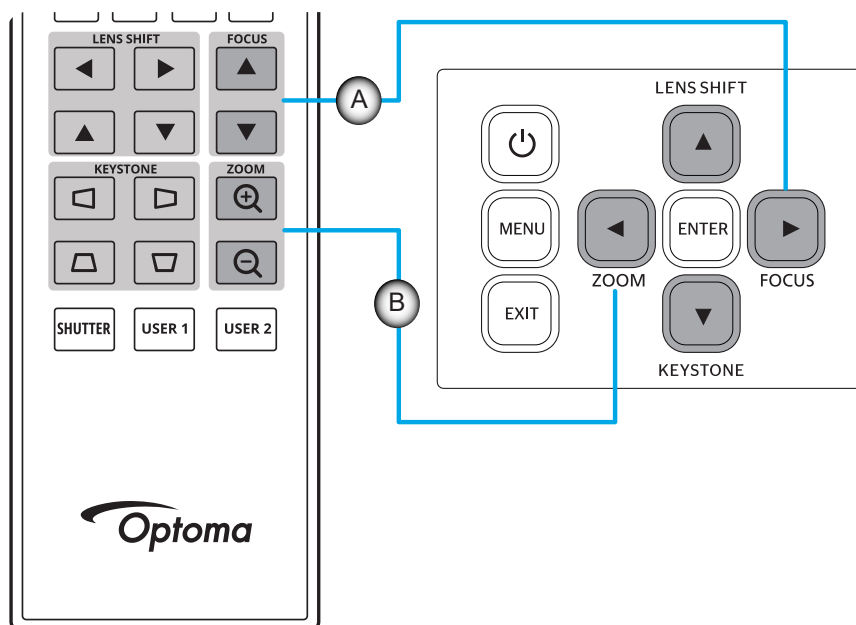 LENS SHIFT FOCUS
KEYSTONE ZOOM
SHUTTER USER 1 USER 2
Optoma
A
B
LENS SHIFT
MENU ENTER
ZOOM FOCUS
EXIT
KEYSTONE